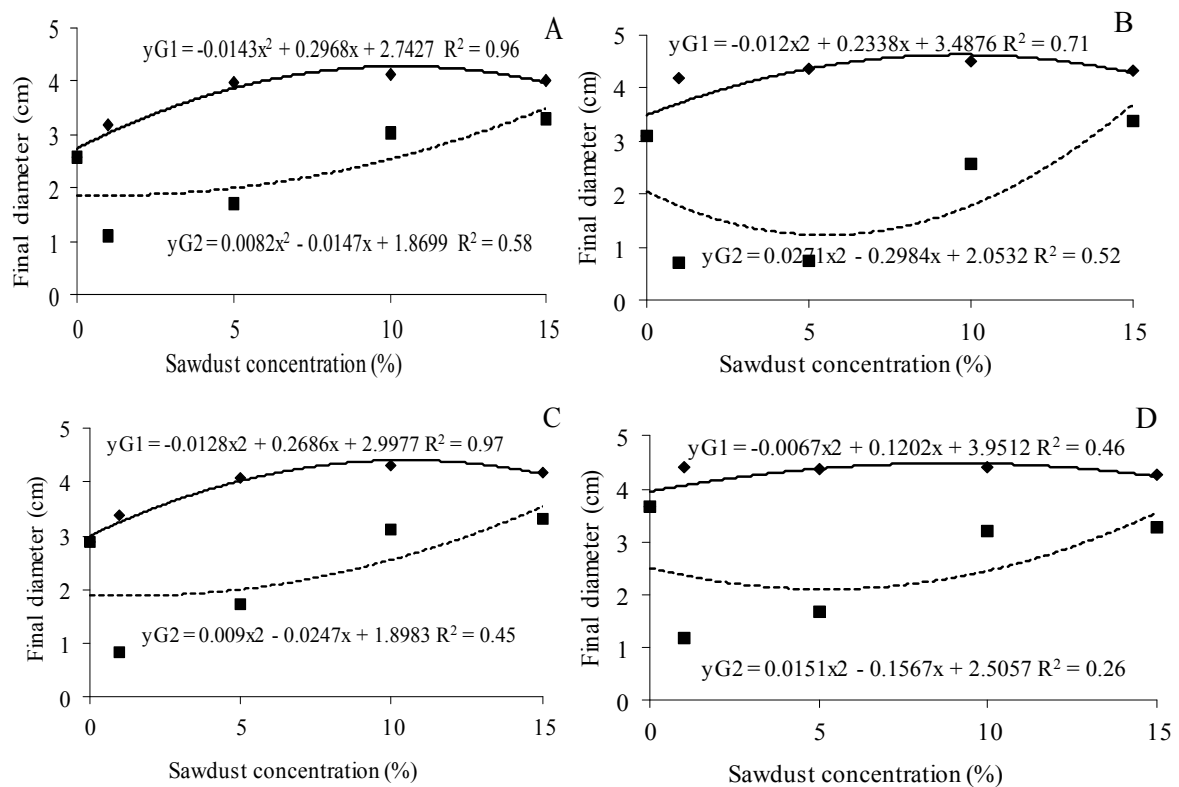 A
yG1 = -0.0143x² + 0.2968x + 2.7427 R² = 0.96
yG2 = 0.0082x² - 0.0147x + 1.8699 R² = 0.58
Final diameter (cm)
5
4
3
2
1
0
0 5 10 15
Sawdust concentration (%)
B
yG1 = -0.012x2 + 0.2338x + 3.4876 R² = 0.71
yG2 = 0.0271x2 - 0.2984x + 2.0532 R² = 0.52
Final diameter (cm)
5
4
3
2
1
0
0 5 10 15
Sawdust concentration (%)
C
yG1 = -0.0128x2 + 0.2686x + 2.9977 R² = 0.97
yG2 = 0.009x2 - 0.0247x + 1.8983 R² = 0.45
Final diameter (cm)
5
4
3
2
1
0
0 5 10 15
Sawdust concentration (%)
D
yG1 = -0.0067x2 + 0.1202x + 3.9512 R² = 0.46
yG2 = 0.0151x2 - 0.1567x + 2.5057 R² = 0.26
Final diameter (cm)
5
4
3
2
1
0
0 5 10 15
Sawdust concentration (%)